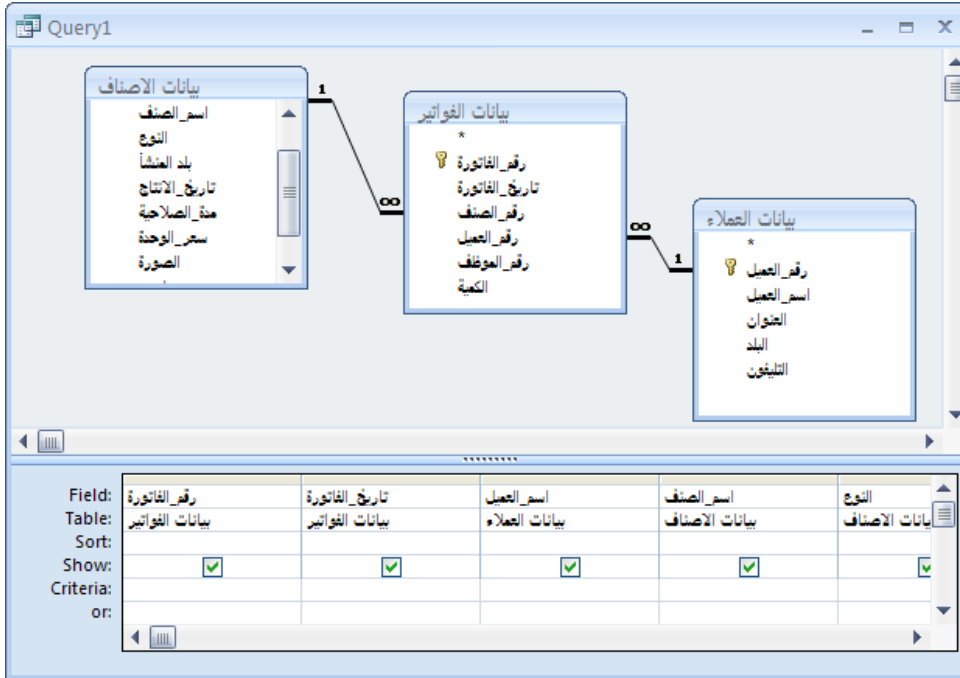 Query1
بيانات الاصناف
اسم_الصنف
النوع
بلد المنشأ
تاريخ_الانتاج
مدة_الصلاحية
سعر_الوحدة
الصورة
1
∞
بيانات الفواتير
*
رقم_الفاتورة
تاريخ_الفاتورة
رقم_الصنف
رقم_العميل
رقم_الموظف
الكمية
∞
1
بيانات العملاء
*
رقم_العميل
اسم_العميل
العنوان
البلد
التليفون
Field: رقم_الفاتورة تاريخ_الفاتورة اسم_العميل اسم_الصنف النوع
Table: بيانات الفواتير بيانات الفواتير بيانات العملاء بيانات الاصناف بيانات الاصناف
Sort:
Show:
Criteria:
or: